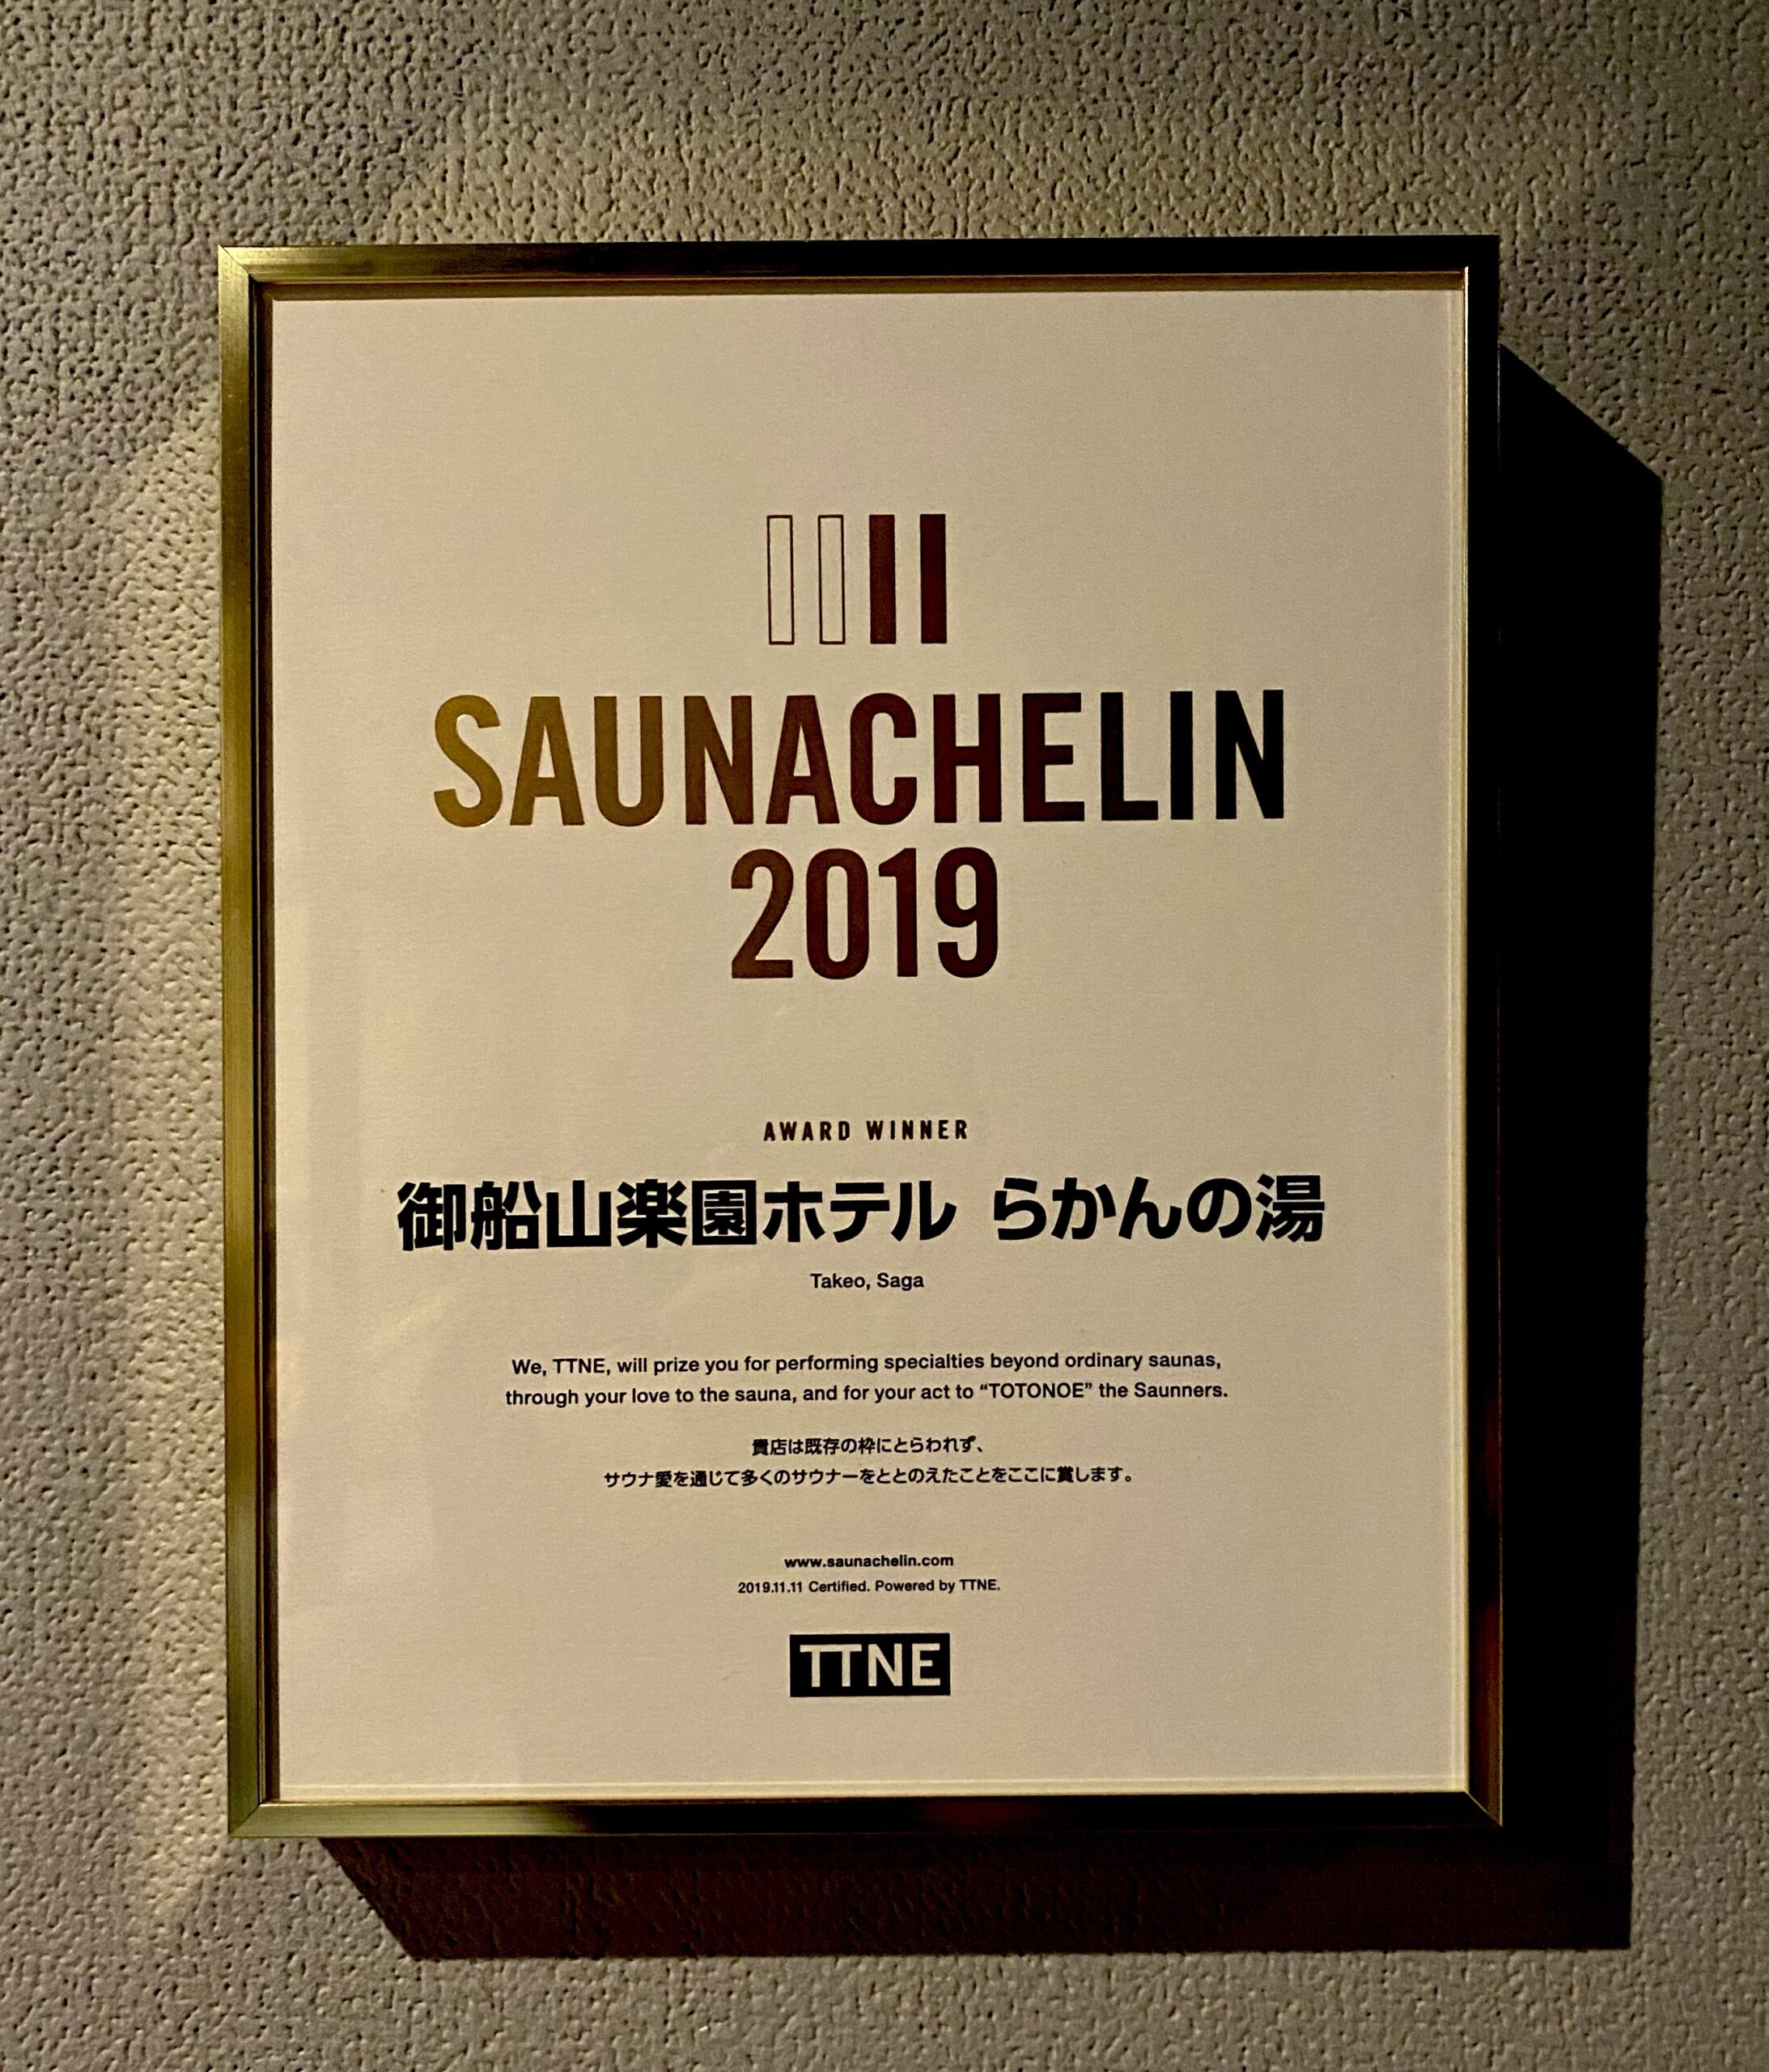 SAUNACHELIN
2019
AWARD WINNER
御船山楽園ホテル らかんの湯
Takeo, Saga
We, TTNE, will prize you for performing specialties beyond ordinary saunas,
through your love to the sauna, and for your act to “TOTONOE” the Saunners.
貴店は既存の枠にとらわれず、
サウナ愛を通じて多くのサウナーをととのえたことをここに賞します。
www.saunachelin.com
2019.11.11 Certified. Powered by TTNE.
TTNE